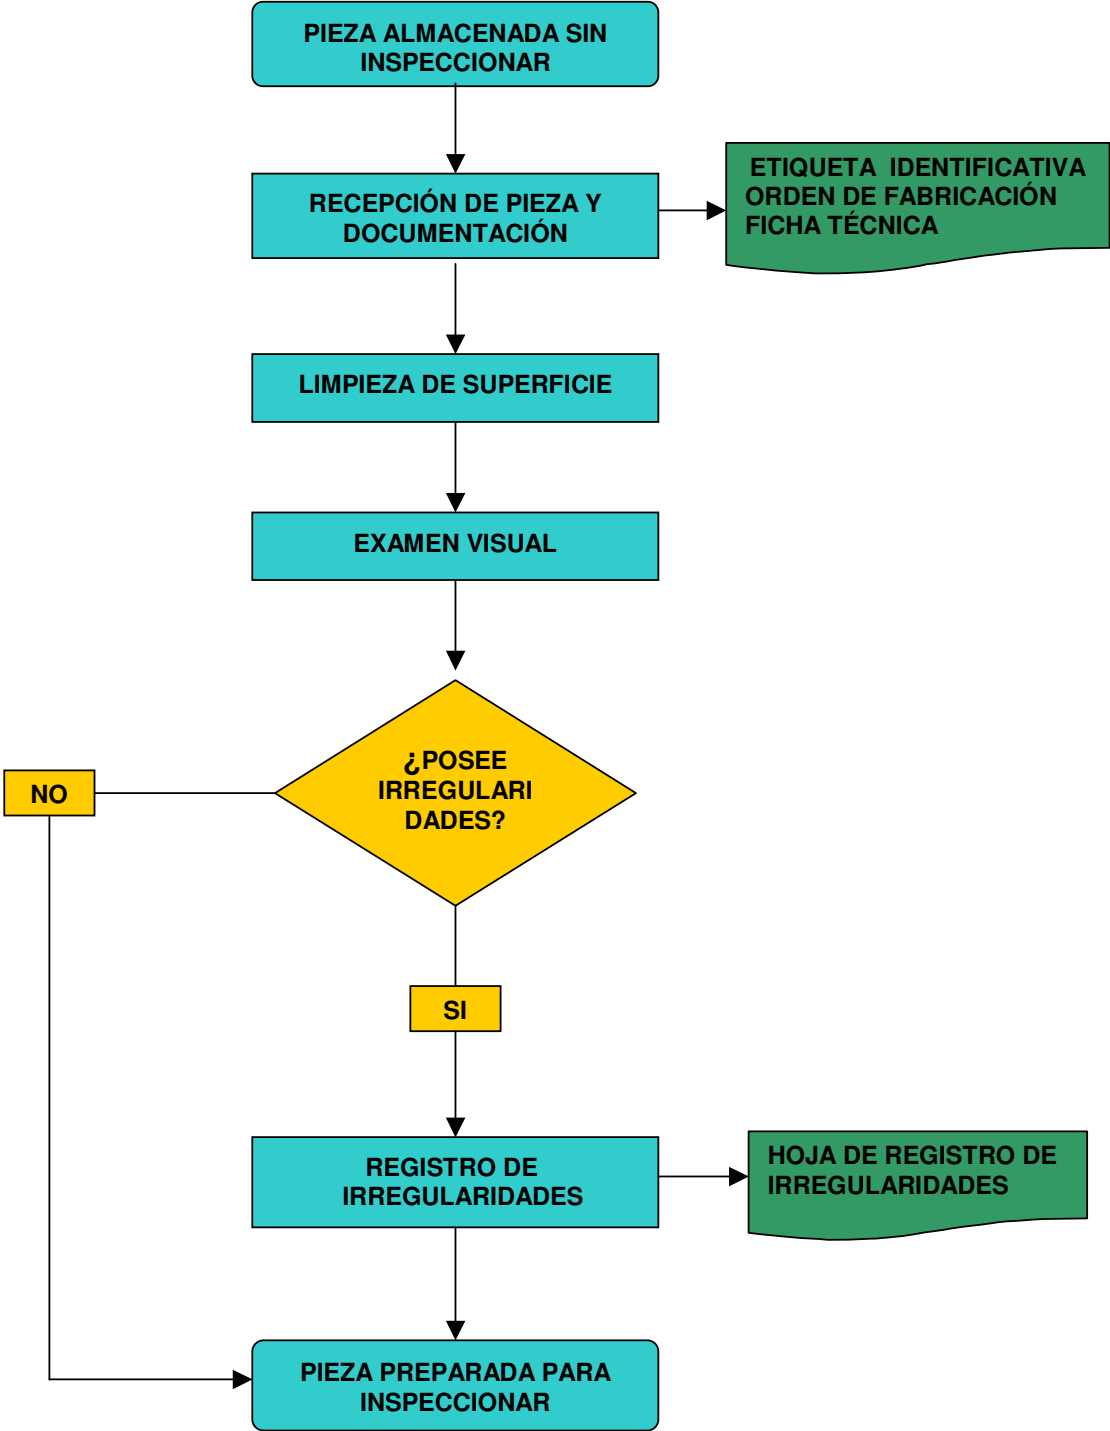 PIEZA ALMACENADA SIN
INSPECCIONAR
RECEPCIÓN DE PIEZA Y
DOCUMENTACIÓN
ETIQUETA IDENTIFICATIVA
ORDEN DE FABRICACIÓN
FICHA TÉCNICA
LIMPIEZA DE SUPERFICIE
EXAMEN VISUAL
¿POSEE
IRREGULARI
DADES?
NO
SI
REGISTRO DE
IRREGULARIDADES
HOJA DE REGISTRO DE
IRREGULARIDADES
PIEZA PREPARADA PARA
INSPECCIONAR